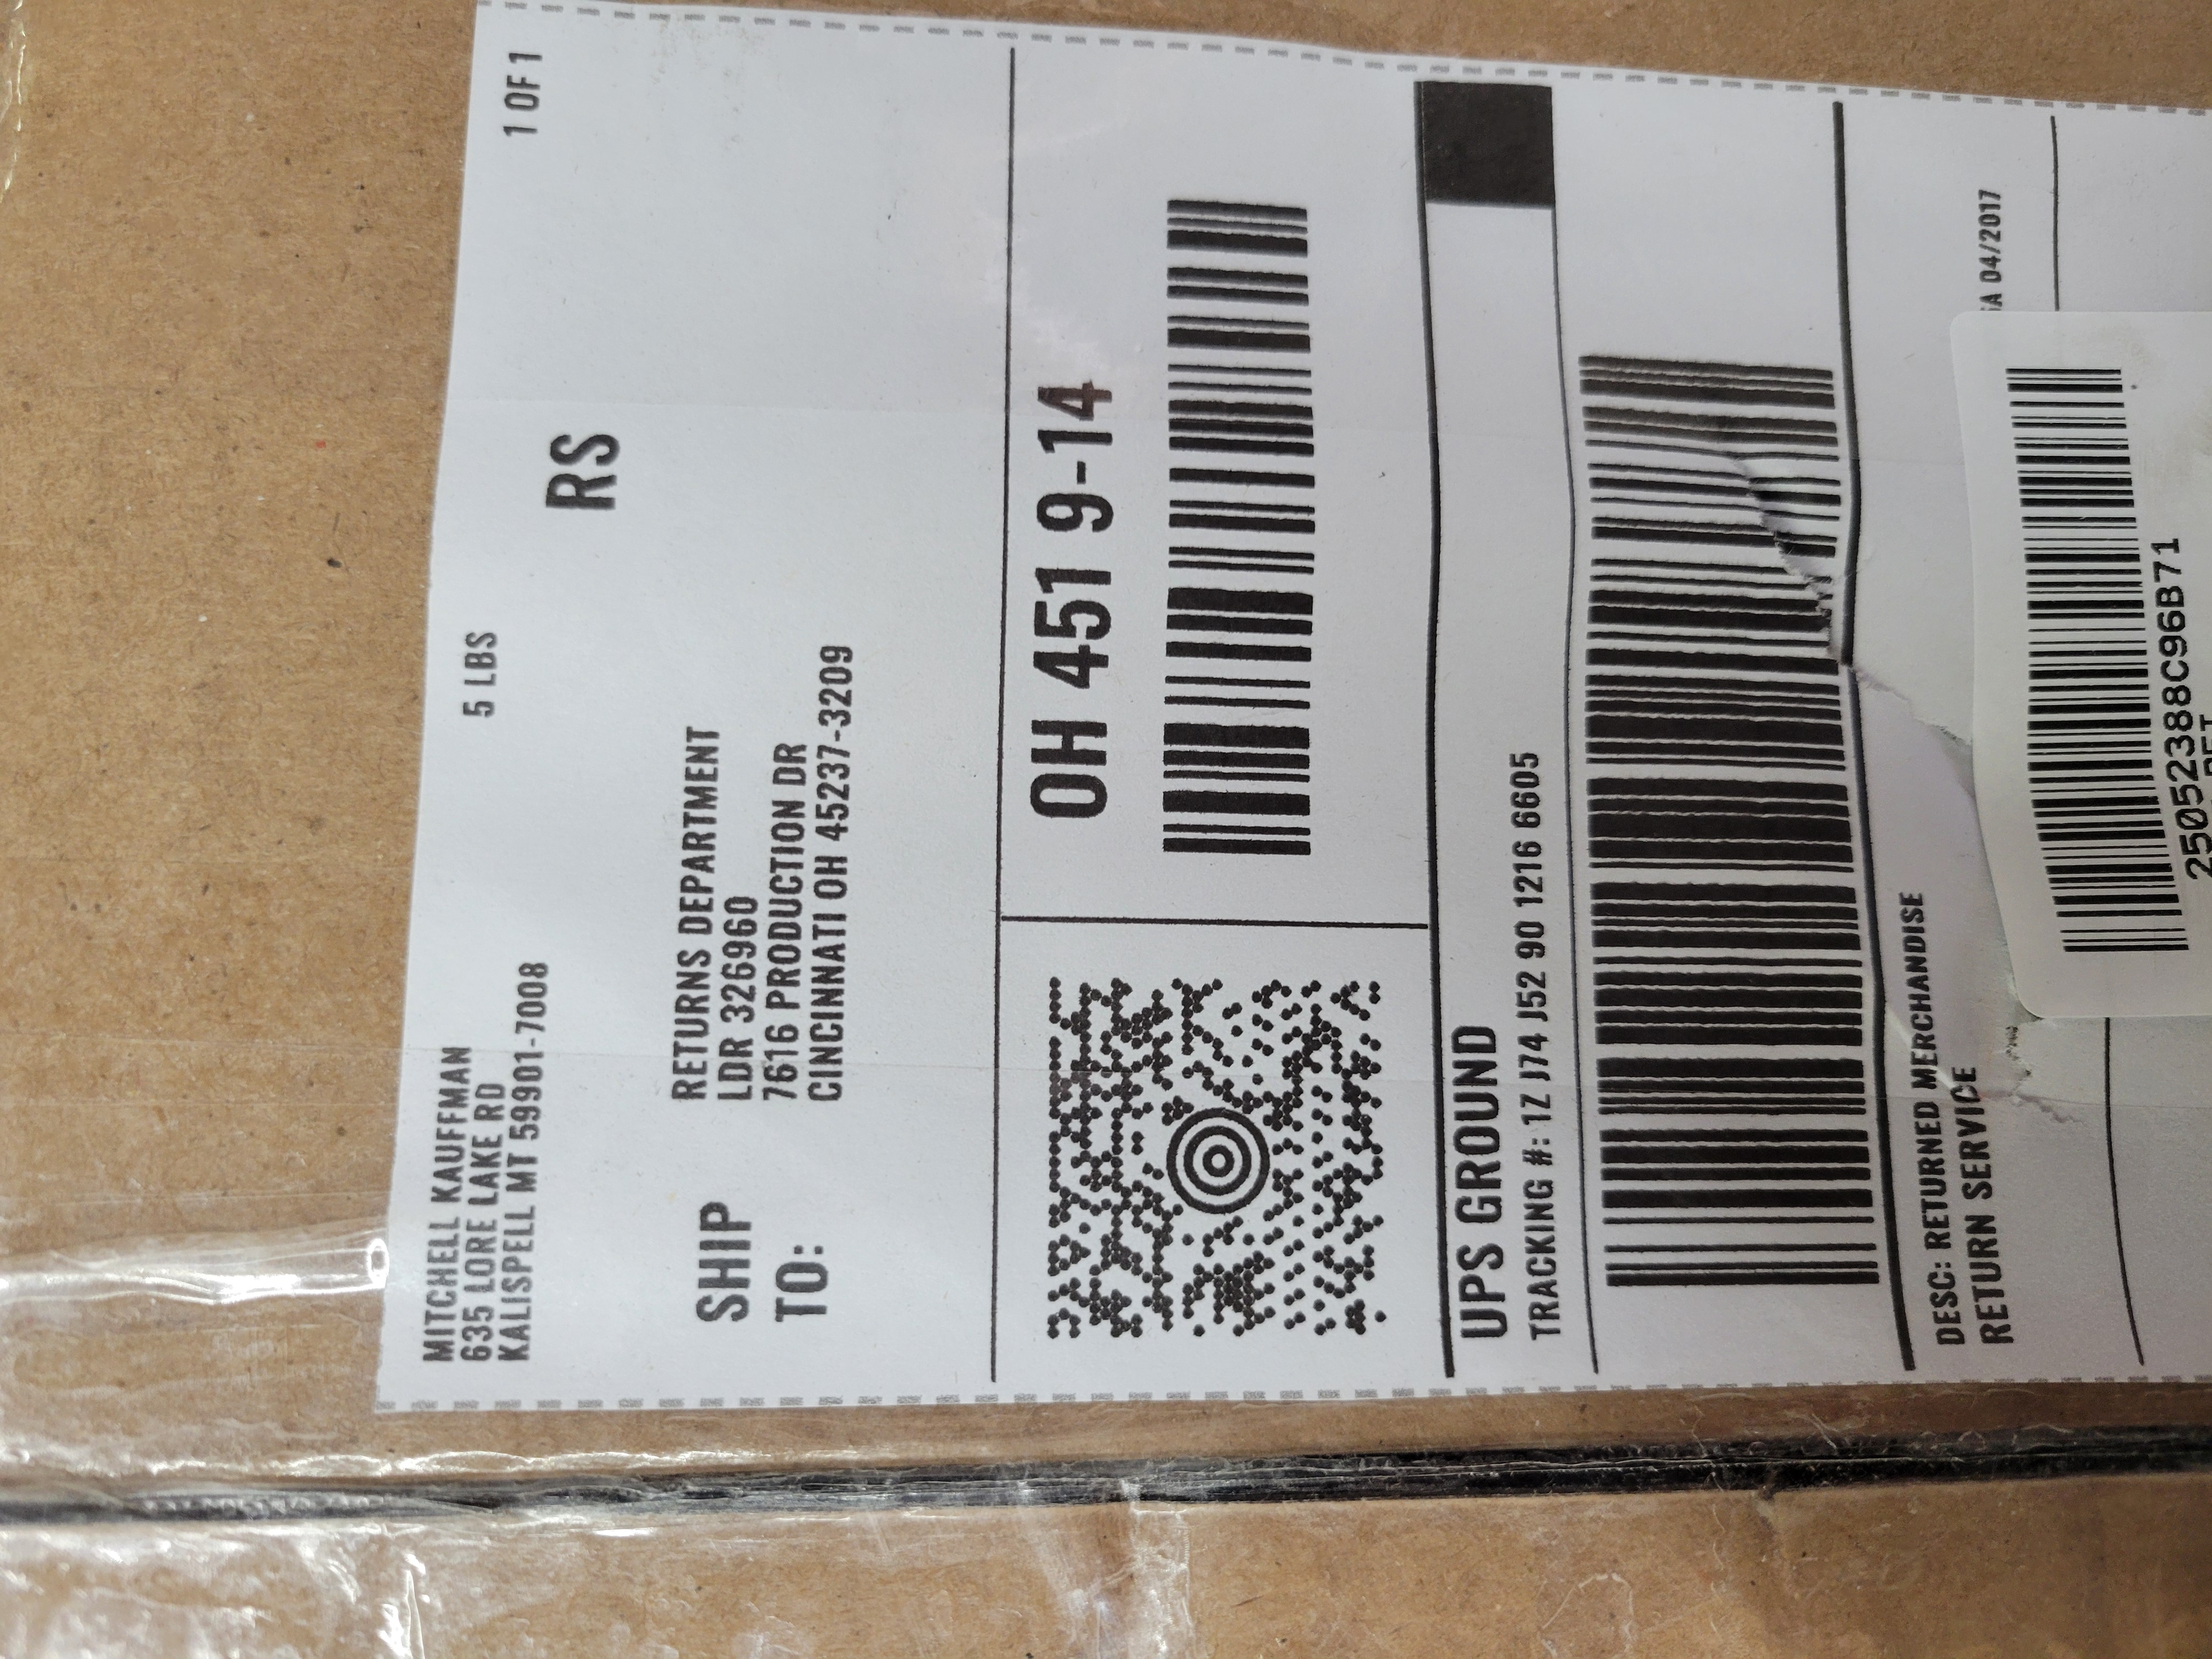 MITCHELL KAUFFMAN
635 LORE LAKE RD
KALISPELL MT 59901-7008
5 LBS
1 OF 1
RS
SHIP
TO:
RETURNS DEPARTMENT
LDR 326960
7616 PRODUCTION DR
CINCINNATI OH 45237-3209
OH 451 9-14
UPS GROUND
TRACKING #: 1Z J74 J52 90 1216 6605
DESC: RETURNED MERCHANDISE
RETURN SERVICE
04/2017
25052388C96B71